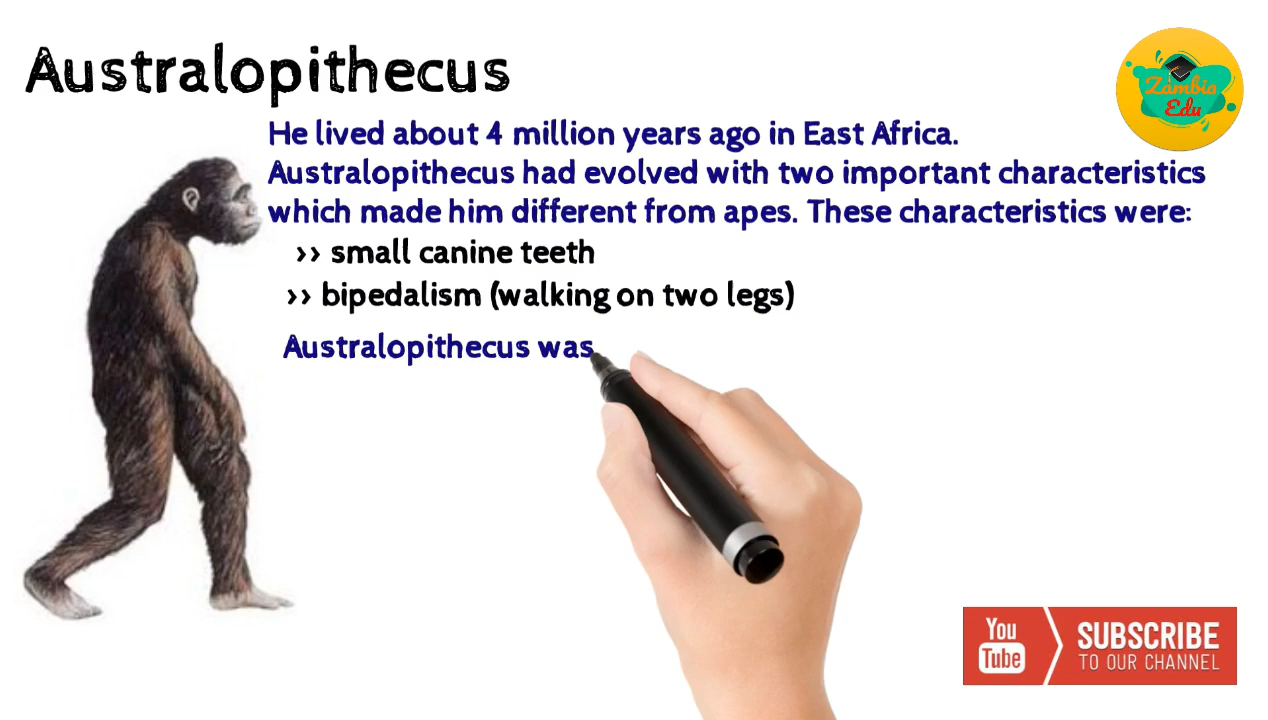 Australopithecus
Zambia
Edu
He lived about 4 million years ago in East Africa.
Australopithecus had evolved with two important characteristics
which made him different from apes. These characteristics were:
>> small canine teeth
>> bipedalism (walking on two legs)
Australopithecus was
You
Tube
SUBSCRIBE
TO OUR CHANNEL